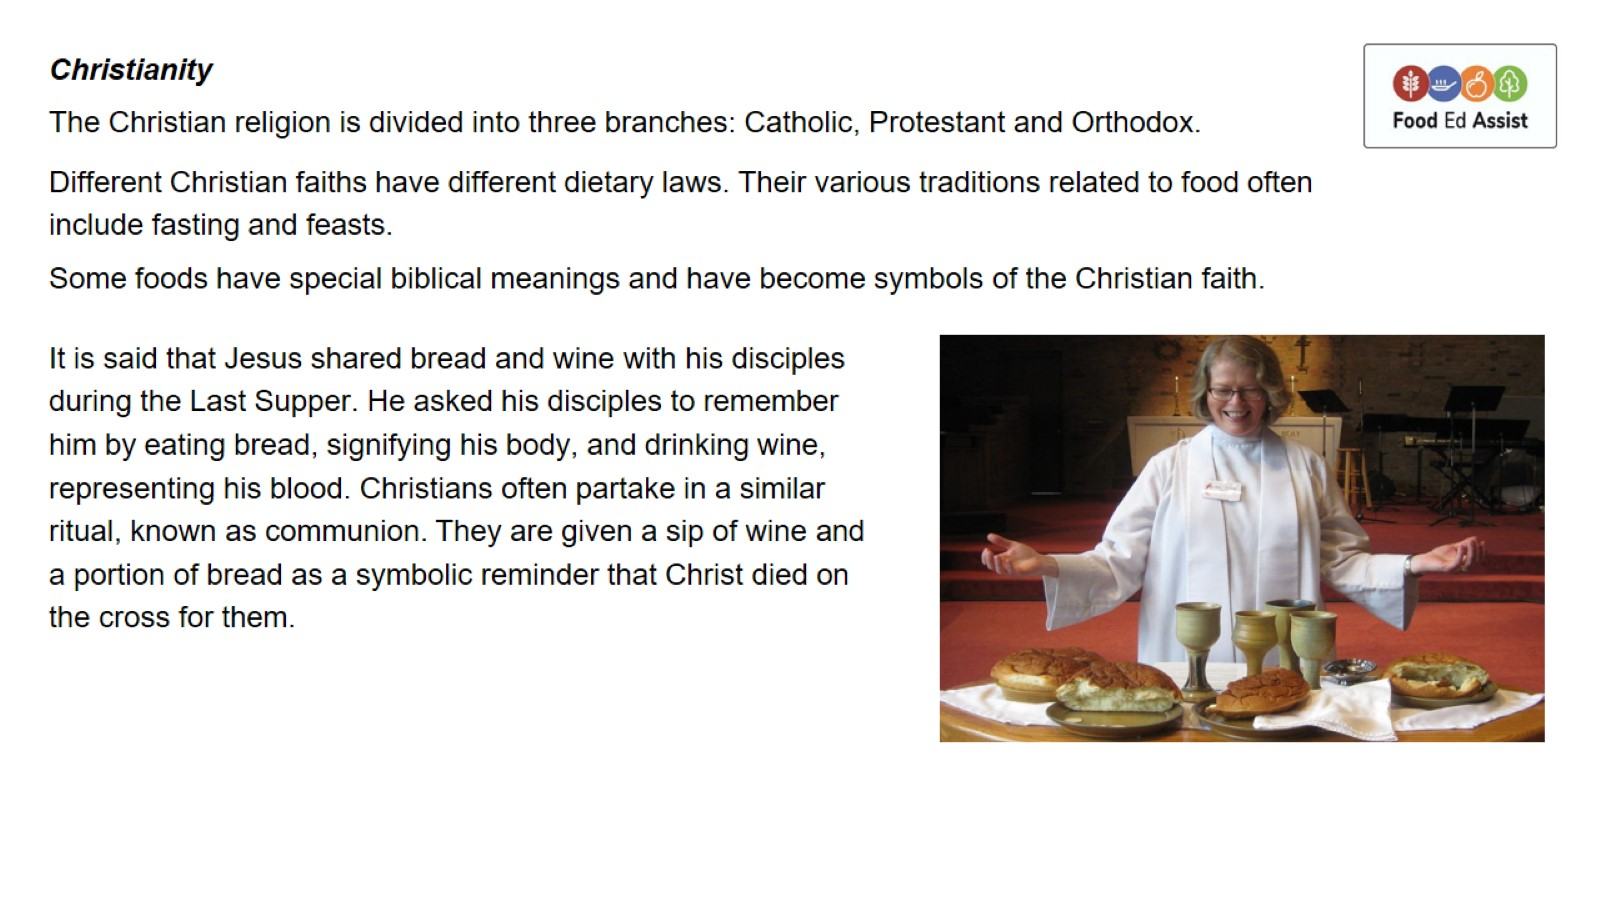 Christianity
The Christian religion is divided into three branches: Catholic, Protestant and Orthodox.
Food Ed Assist
Different Christian faiths have different dietary laws. Their various traditions related to food often
include fasting and feasts.
Some foods have special biblical meanings and have become symbols of the Christian faith.
It is said that Jesus shared bread and wine with his disciples
during the Last Supper. He asked his disciples to remember
him by eating bread, signifying his body, and drinking wine,
representing his blood. Christians often partake in a similar
ritual, known as communion. They are given a sip of wine and
a portion of bread as a symbolic reminder that Christ died on
the cross for them.